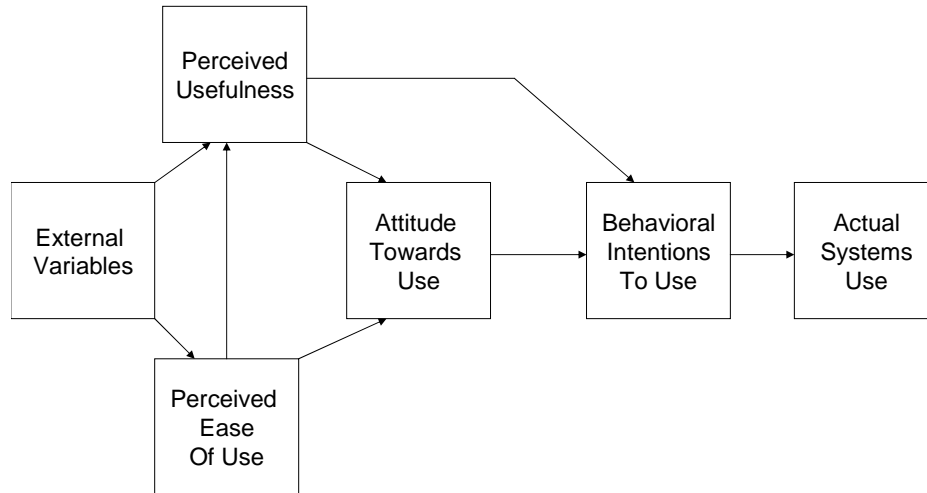 Perceived
Usefulness
External
Variables
Attitude
Towards
Use
Behavioral
Intentions
To Use
Actual
Systems
Use
Perceived
Ease
Of Use